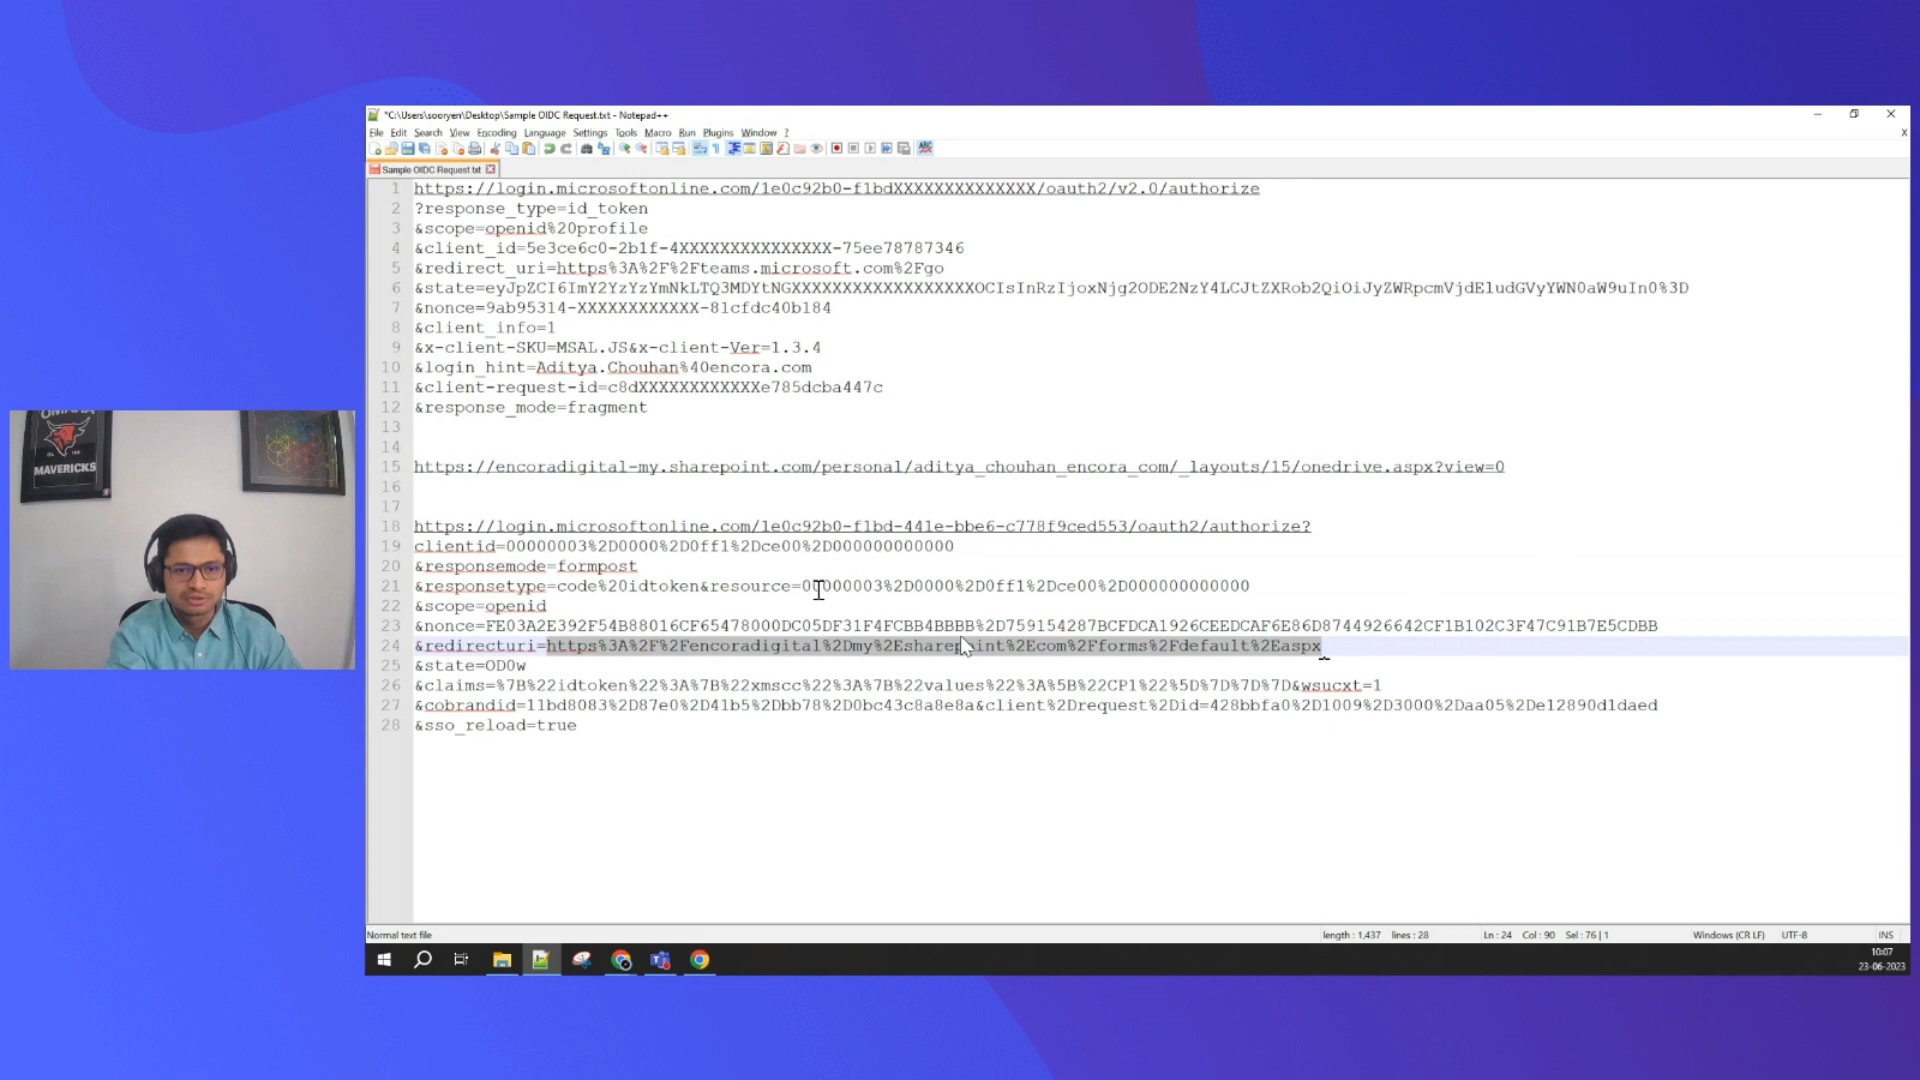 *C:\Users\sooryen\Desktop\Sample OIDC Request.txt - Notepad++
File Edit Search View Encoding Language Settings Tools Macro Run Plugins Window ?
X
Sample OIDC Request.txt
1 https://login.microsoftonline.com/1e0c92b0-f1bdXXXXXXXXXXXXXX/oauth2/v2.0/authorize
2 ?response_type=id_token
3 &scope=openid%20profile
4 &client_id=5e3ce6c0-2b1f-4XXXXXXXXXXXXXXX-75ee78787346
5 &redirect_uri=https%3A%2F%2Fteams.microsoft.com%2Fgo
6 &state=eyJpZCI6ImY2YzYzYmNkLTQ3MDYtNGXXXXXXXXXXXXXXXXXXOCIsInRzIjoxNjg2ODE2NzY4LCJtZXRob2QiOiJyZWRpcmVjdEludGVyYWN0aW9uIn0%3D
7 &nonce=9ab95314-XXXXXXXXXXXX-81cfdc40b184
8 &client_info=1
9 &x-client-SKU=MSAL.JS&x-client-Ver=1.3.4
10 &login_hint=Aditya.Chouhan%40encora.com
11 &client-request-id=c8dXXXXXXXXXXXXe785dcba447c
12 &response_mode=fragment
13
14
15 https://encoradigital-my.sharepoint.com/personal/aditya_chouhan_encora_com/_layouts/15/onedrive.aspx?view=0
16
17
18 https://login.microsoftonline.com/1e0c92b0-f1bd-441e-bbe6-c778f9ced553/oauth2/authorize?
19 clientid=00000003%2D0000%2D0ff1%2Dce00%2D000000000000
20 &responsemode=formpost
21 &responsetype=code%20idtoken&resource=00000003%2D0000%2D0ff1%2Dce00%2D000000000000
22 &scope=openid
23 &nonce=FE03A2E392F54B88016CF65478000DC05DF31F4FCBB4BBBB%2D759154287BCFDCA1926CEEDCAF6E86D8744926642CF1B102C3F47C91B7E5CDBB
24 &redirecturi=https%3A%2F%2Fencoradigital%2Dmy%2Esharepoint%2Ecom%2Fforms%2Fdefault%2Easpx
25 &state=OD0w
26 &claims=%7B%22idtoken%22%3A%7B%22xmscc%22%3A%7B%22values%22%3A%5B%22CP1%22%5D%7D%7D%7D&wsucxt=1
27 &cobrandid=11bd8083%2D87e0%2D41b5%2Dbb78%2D0bc43c8a8e8a&client%2Drequest%2Did=428bbfa0%2D1009%2D3000%2Daa05%2De12890d1daed
28 &sso_reload=true
MAVERICKS
Normal text file length : 1,437 lines : 28 Ln : 24 Col : 90 Sel : 76 | 1 Windows (CR LF) UTF-8 INS
10:07
23-06-2023